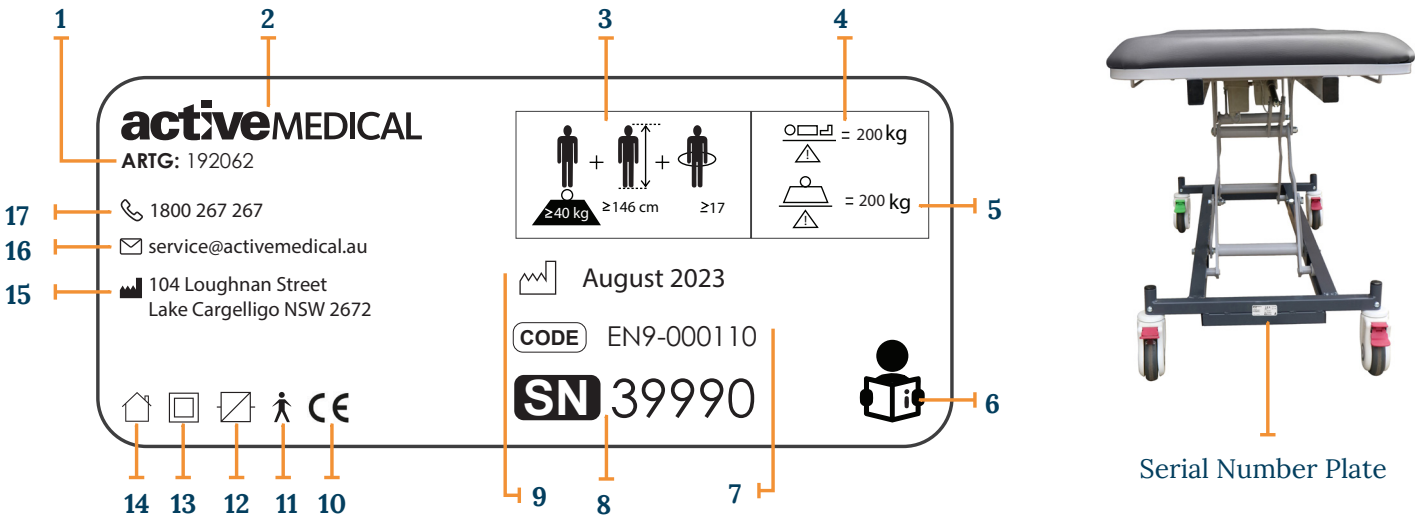 1 2 3 4
activeMEDICAL
ARTG: 192062
1800 267 267
service@activemedical.au
104 Loughnan Street
Lake Cargelligo NSW 2672
17
16
15
+ +
≥40 kg ≥146 cm ≥17
= 200 kg
= 200 kg
5
August 2023
CODE EN9-000110
SN 39990
i
6
CE
14 13 12 11 10
9 8 7
Serial Number Plate